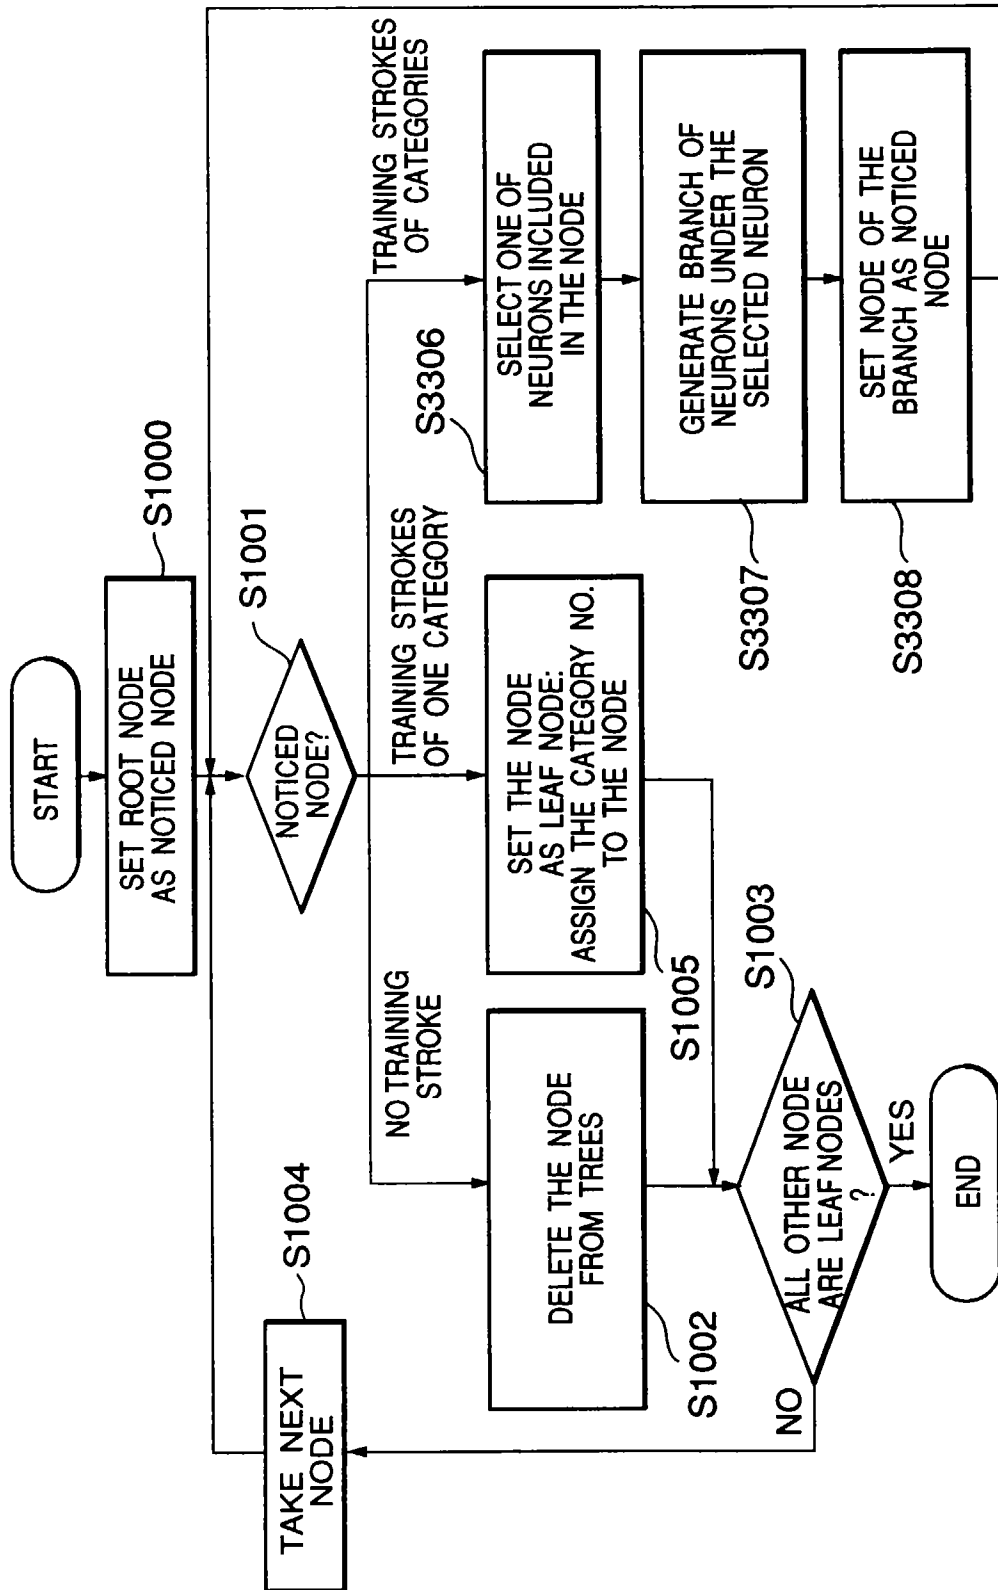 START
SET ROOT NODE
AS NOTICED NODE
S1000
NOTICED
NODE?
S1001
NO TRAINING
STROKE
TRAINING STROKES
OF ONE CATEGORY
TRAINING STROKES
OF CATEGORIES
TAKE NEXT
NODE
S1004
DELETE THE NODE
FROM TREES
S1002
SET THE NODE
AS LEAF NODE:
ASSIGN THE CATEGORY NO.
TO THE NODE
S1005
SELECT ONE OF
NEURONS INCLUDED
IN THE NODE
S3306
GENERATE BRANCH OF
NEURONS UNDER THE
SELECTED NEURON
S3307
SET NODE OF THE
BRANCH AS NOTICED
NODE
S3308
ALL OTHER NODE
ARE LEAF NODES
?
S1003
NO
YES
END